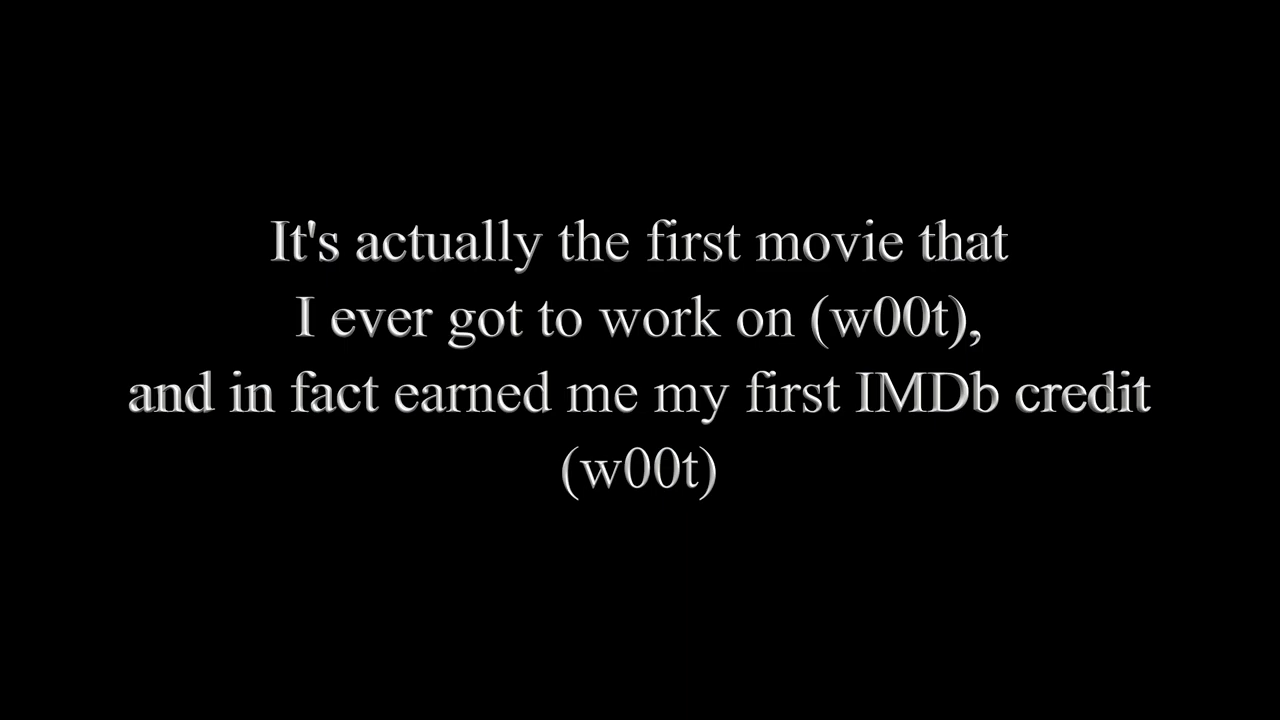 It's actually the first movie that
I ever got to work on (w00t),
and in fact earned me my first IMDb credit
(w00t)